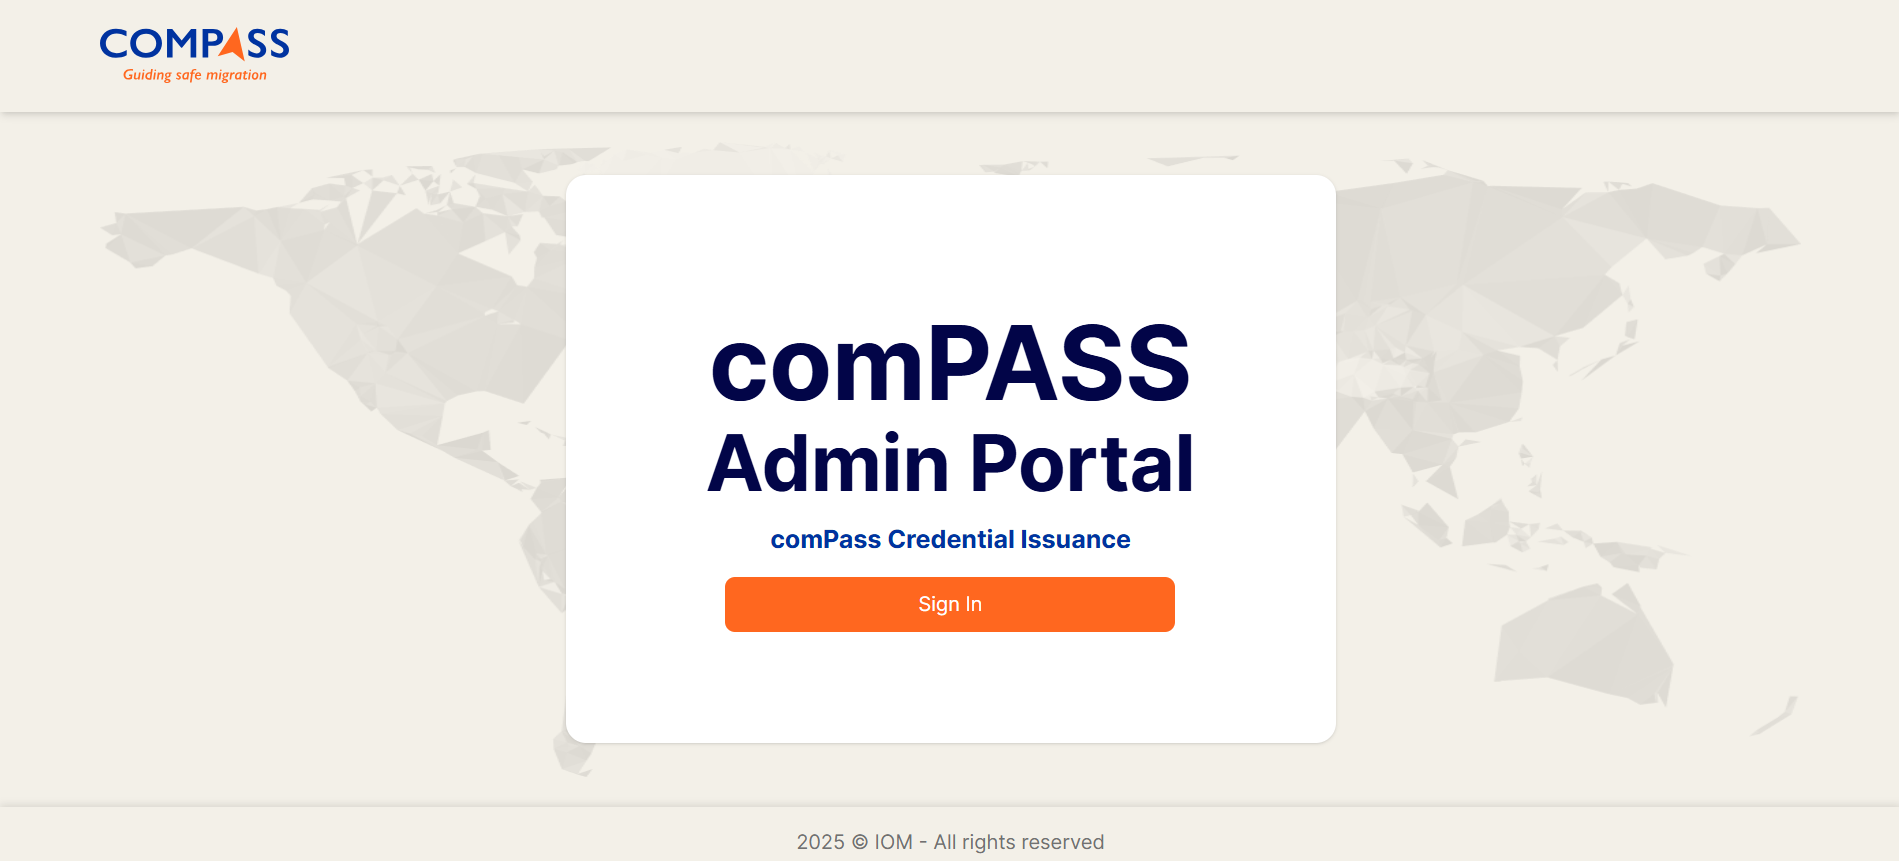 COMPASS
Guiding safe migration
comPASS
Admin Portal
comPass Credential Issuance
Sign In
2025 © IOM - All rights reserved